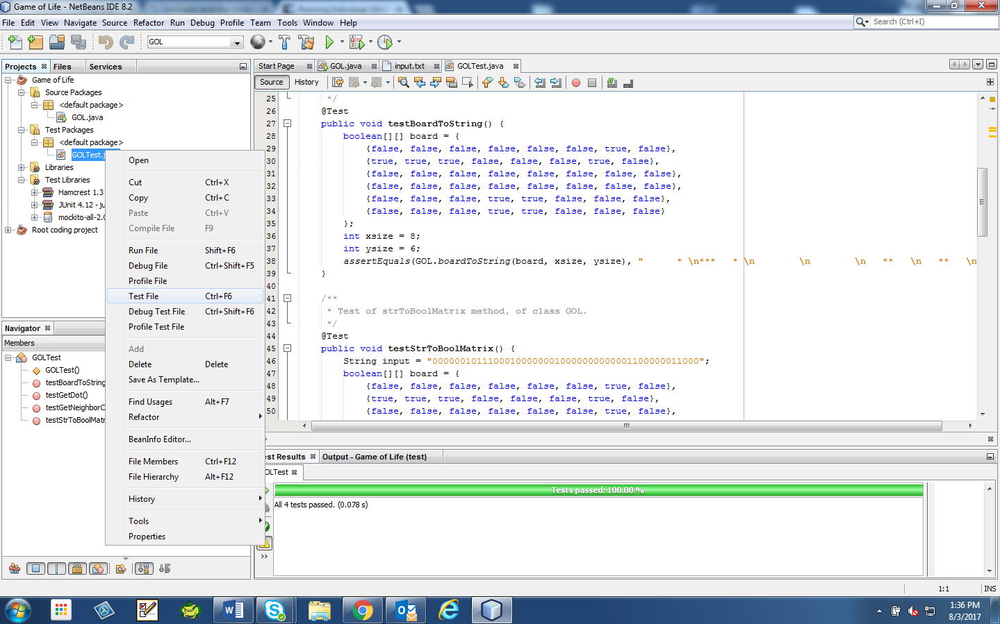 Game of Life - NetBeans IDE 8.2
File Edit View Navigate Source Refactor Run Debug Profile Team Tools Window Help
Search (Ctrl+I)
GOL
Projects Files Services
Game of Life
Source Packages
<default package>
GOL.java
Test Packages
<default package>
GOLTest.j
Libraries
Test Libraries
Hamcrest 1.3
JUnit 4.12 - ju
mockito-all-2.0
Root coding project
Open
Cut Ctrl+X
Copy Ctrl+C
Paste Ctrl+V
Compile File F9
Run File Shift+F6
Debug File Ctrl+Shift+F5
Profile File
Test File Ctrl+F6
Debug Test File Ctrl+Shift+F6
Profile Test File
Add
Delete Delete
Save As Template...
Find Usages Alt+F7
Refactor
BeanInfo Editor...
File Members Ctrl+F12
File Hierarchy Alt+F12
History
Tools
Properties
Navigator
Members
GOLTest
GOLTest()
testBoardToString
testGetDot()
testGetNeighborC
testStrToBoolMatr
Start Page GOL.java input.txt GOLTest.java
Source History
25 */
26 @Test
27 public void testBoardToString() {
28 boolean[][] board = {
29 {false, false, false, false, false, false, true, false},
30 {true, true, true, false, false, false, true, false},
31 {false, false, false, false, false, false, false, false},
32 {false, false, false, false, false, false, false, false},
33 {false, false, false, true, true, false, false, false},
34 {false, false, false, true, true, false, false, false}
35 };
36 int xsize = 8;
37 int ysize = 6;
38 assertEquals(GOL.boardToString(board, xsize, ysize), "      * \n***   * \n        \n        \n   **   \n   **   \n
39 }
40
41 /**
42 * Test of strToBoolMatrix method, of class GOL.
43 */
44 @Test
45 public void testStrToBoolMatrix() {
46 String input = "000000101110001000000010000000000001100000011000";
47 boolean[][] board = {
48 {false, false, false, false, false, false, true, false},
49 {true, true, true, false, false, false, true, false},
50 {false, false, false, false, false, false, true, false},
est Results Output - Game of Life (test)
OLTest
Tests passed: 100.00 %
All 4 tests passed. (0.078 s)
1:1 INS
1:36 PM
8/3/2017